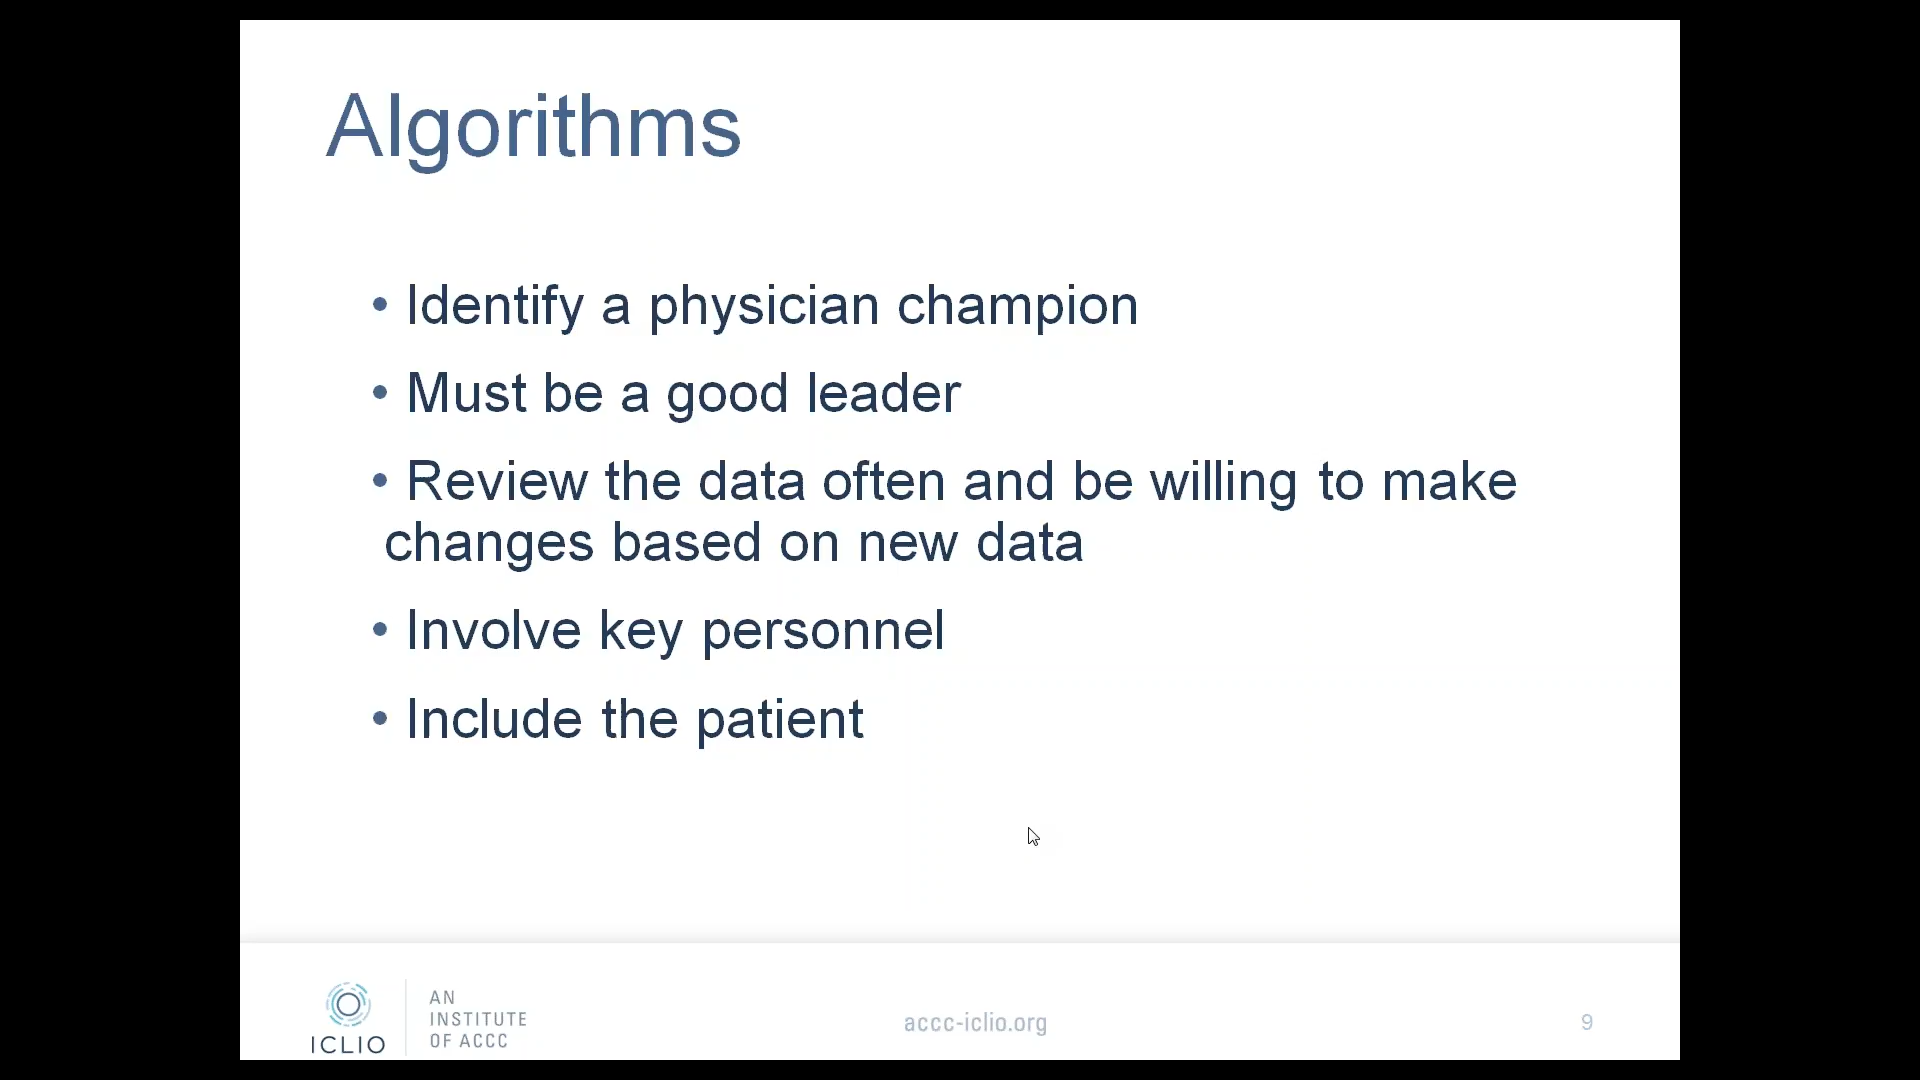 Algorithms
• Identify a physician champion
• Must be a good leader
• Review the data often and be willing to make
changes based on new data
• Involve key personnel
• Include the patient
ICLIO
AN
INSTITUTE
OF ACCC
accc-iclio.org
9